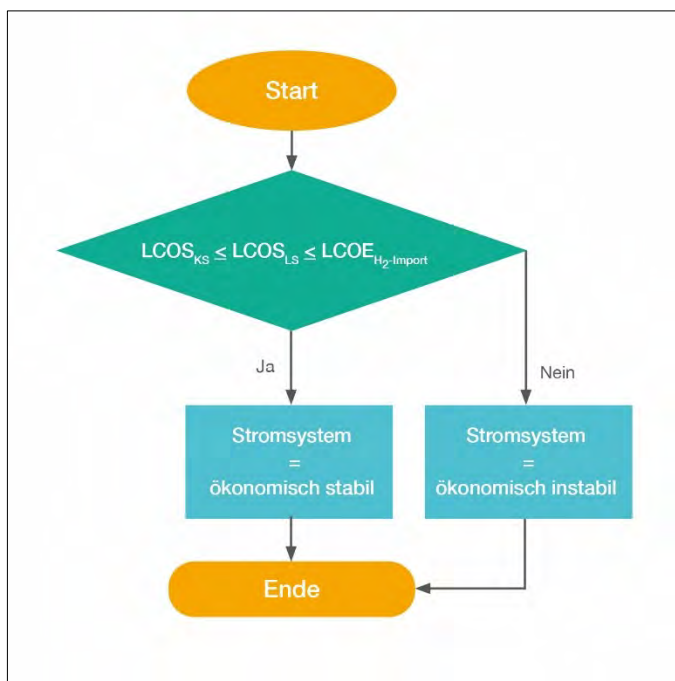 Start
LCOS_KS ≤ LCOS_LS ≤ LCOE_H₂-Import
Ja
Nein
Stromsystem
=
ökonomisch stabil
Stromsystem
=
ökonomisch instabil
Ende